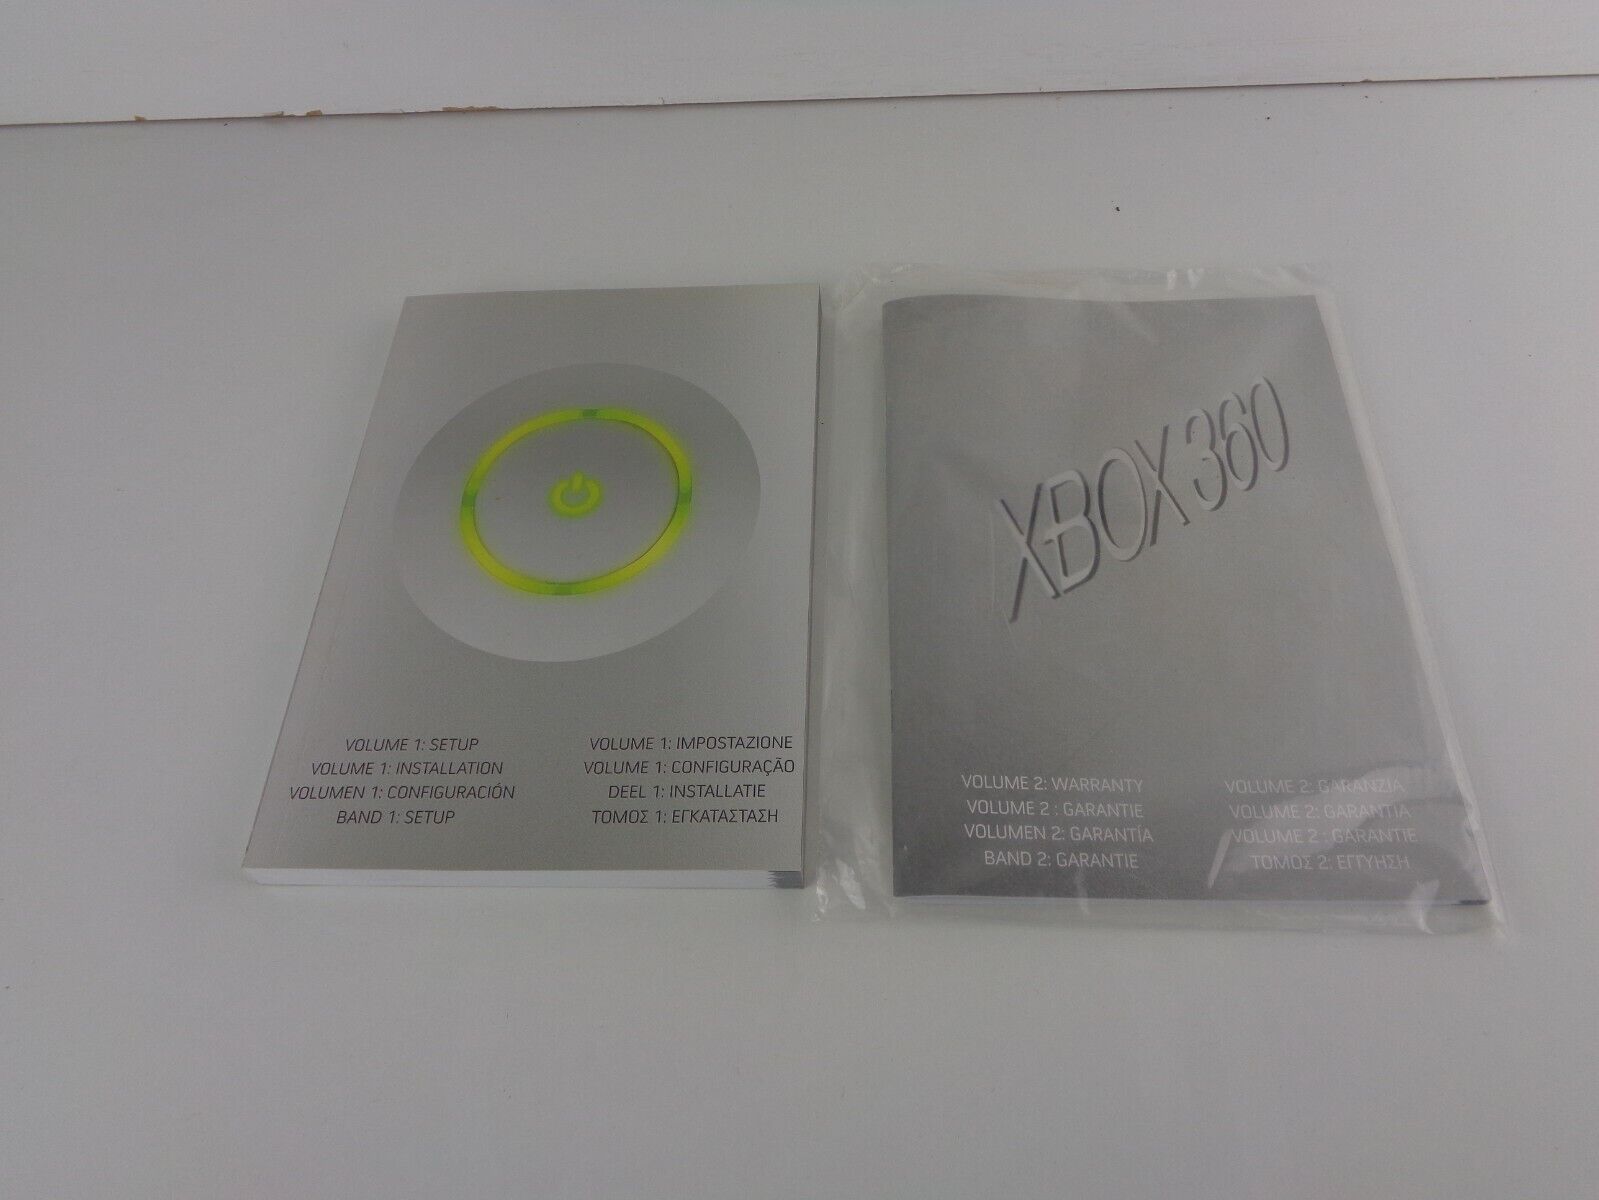 VOLUME 1: SETUP
VOLUME 1: INSTALLATION
VOLUMEN 1: CONFIGURACIÓN
BAND 1: SETUP
VOLUME 1: IMPOSTAZIONE
VOLUME 1: CONFIGURAÇÃO
DEEL 1: INSTALLATIE
ΤΟΜΟΣ 1: ΕΓΚΑΤΑΣΤΑΣΗ
XBOX 360
VOLUME 2: WARRANTY
VOLUME 2 : GARANTIE
VOLUMEN 2: GARANTÍA
BAND 2: GARANTIE
VOLUME 2: GARANZIA
VOLUME 2: GARANTIA
VOLUME 2 : GARANTIE
ΤΟΜΟΣ 2: ΕΓΓΥΗΣΗ